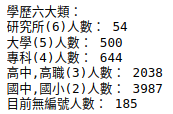 學歷六大類：
研究所(6)人數： 54
大學(5)人數： 500
專科(4)人數： 644
高中,高職(3)人數： 2038
國中,國小(2)人數： 3987
目前無編號人數： 185